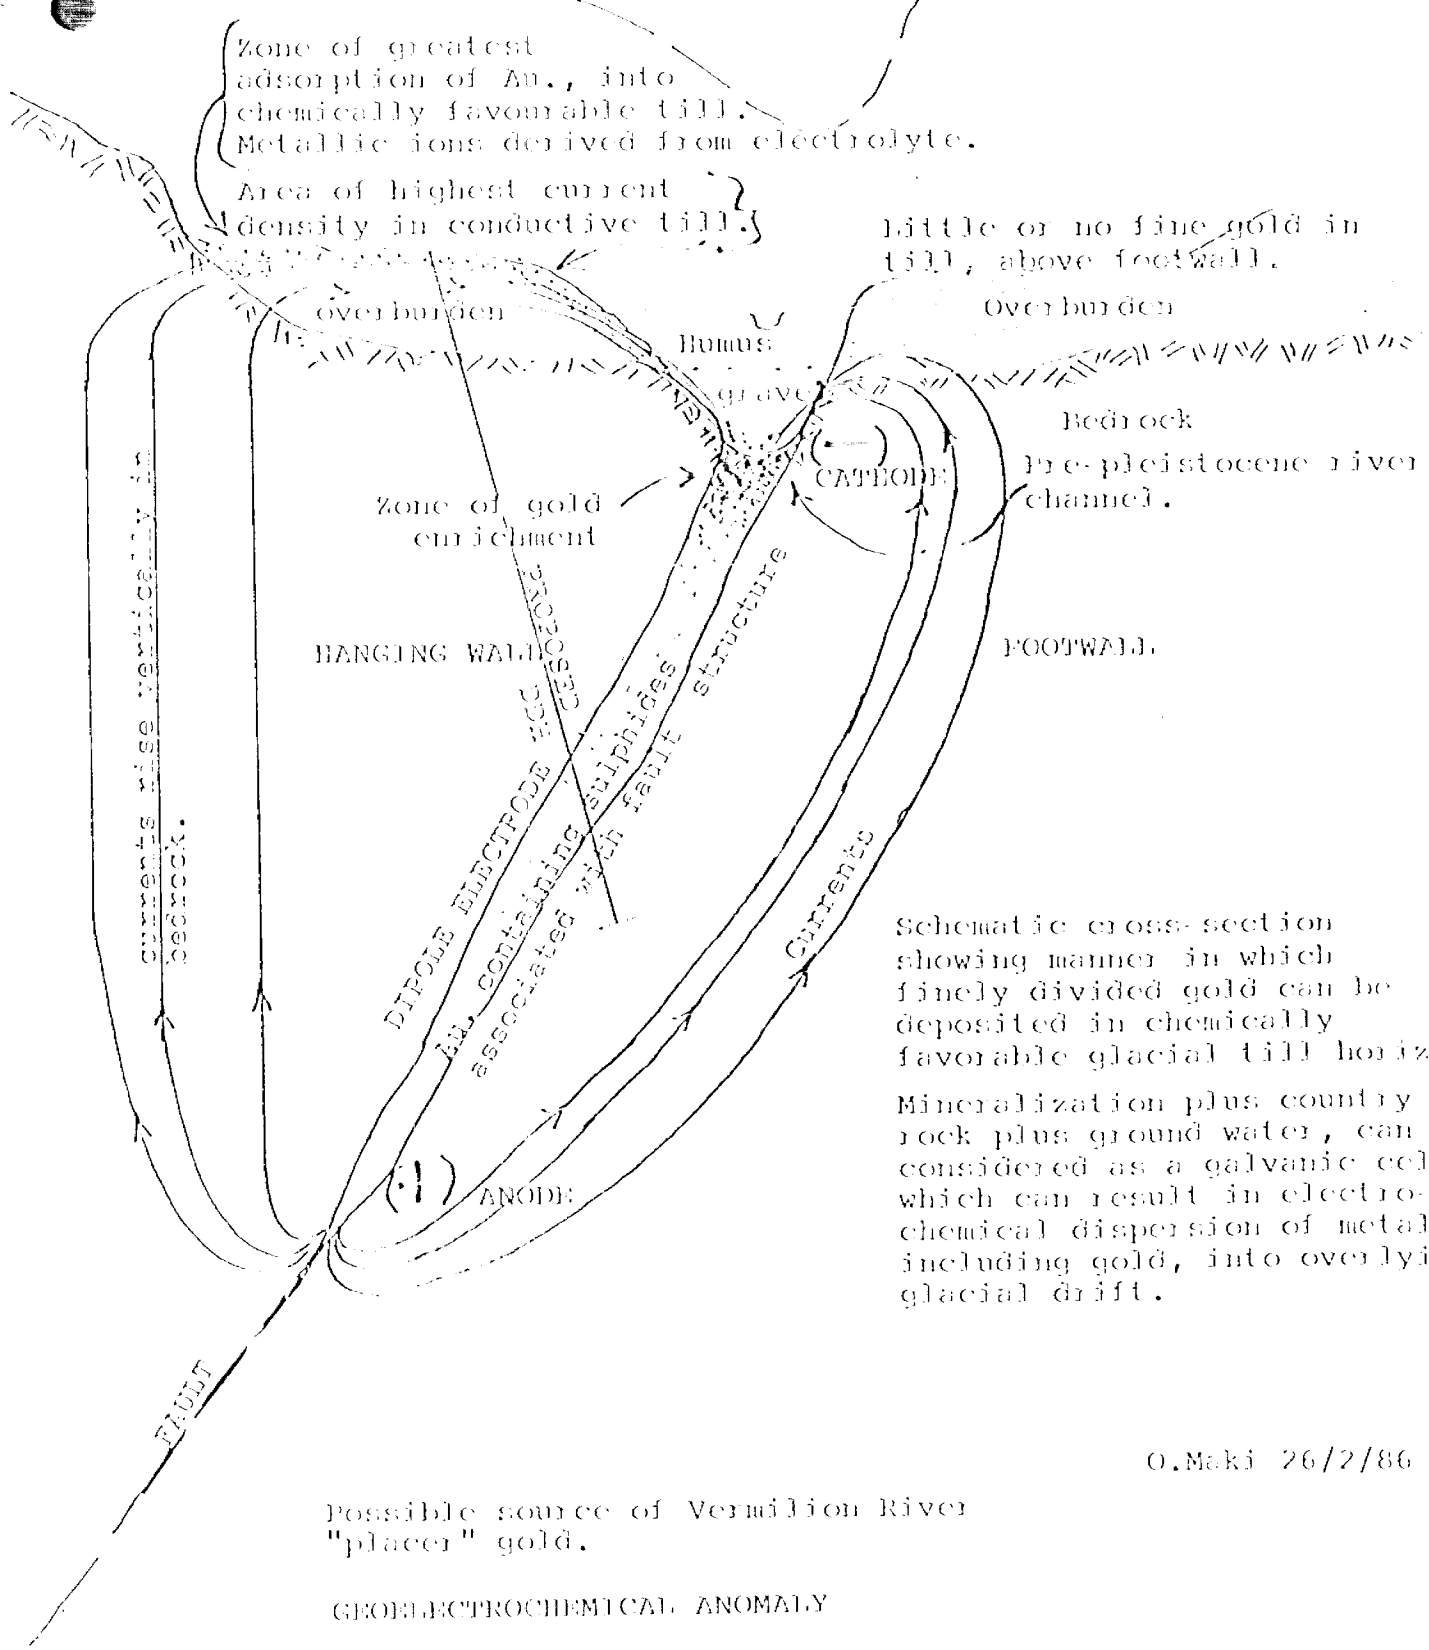 Zone of greatest
adsorption of Au., into
chemically favourable till.
Metallic ions derived from electrolyte.
Area of highest current
density in conductive till.
Little or no fine gold in
till, above footwall.
overburden
Overburden
Humus
gravel
Bedrock
(-)
CATHODE
Pre-pleistocene river
channel.
Zone of gold
enrichment
currents rise vertically in
bedrock.
HANGING WALL
PROPOSED
DDH
structure
FOOTWALL
DIPOLE ELECTRODE
Au. containing sulphides
associated with fault
Currents
Schematic cross-section
showing manner in which
finely divided gold can be
deposited in chemically
favorable glacial till horiz
Mineralization plus country
rock plus ground water, can
considered as a galvanic cel
which can result in electro-
chemical dispersion of metal
including gold, into overlyi
glacial drift.
ANODE
FAULT
O.Maki 26/2/86
Possible source of Vermilion River
"placer" gold.
GEOELECTROCHEMICAL ANOMALY